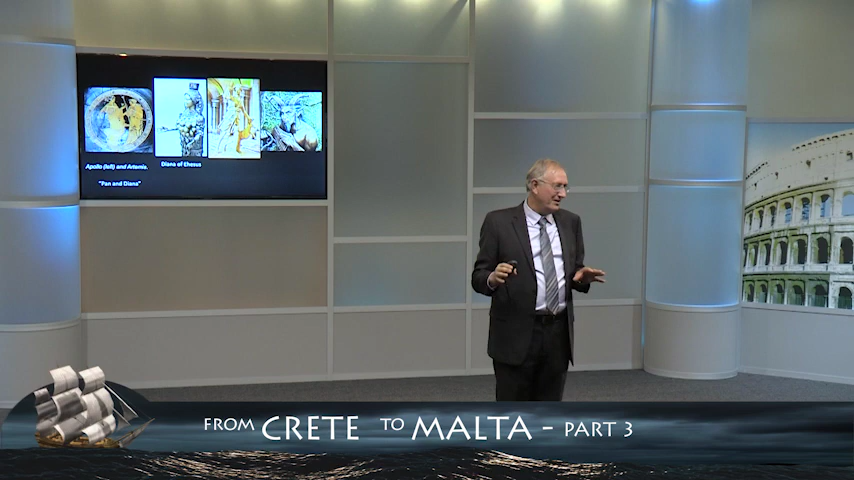 Apollo (left) and Artemis.
Diana of Ehesus
"Pan and Diana"
FROM CRETE TO MALTA - PART 3